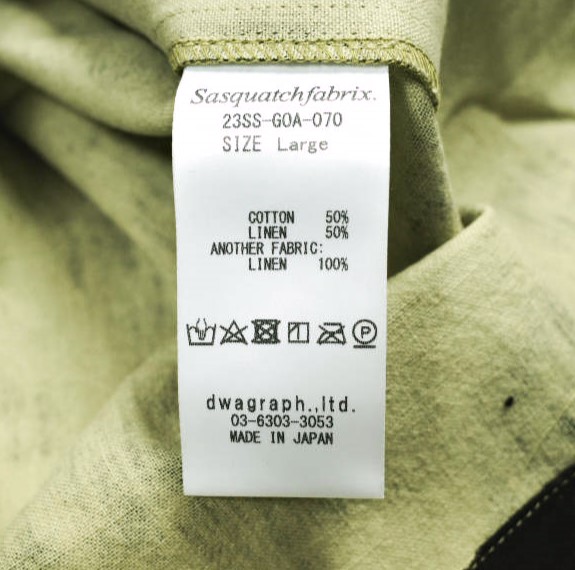 Sasquatchfabrix.
23SS-GOA-070
SIZE Large
COTTON 50%
LINEN 50%
ANOTHER FABRIC:
LINEN 100%
P
dwagraph.,ltd.
03-6303-3053
MADE IN JAPAN